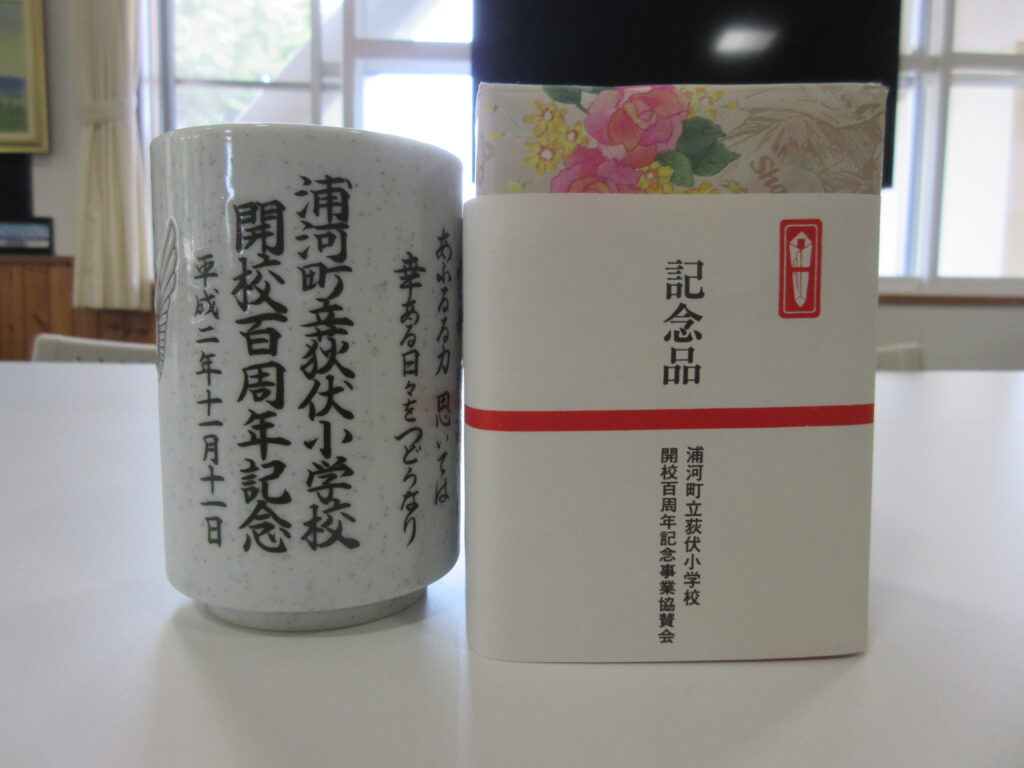 あふるる力 思いでは
幸ある日々をつどうなり
浦河町立荻伏小学校
開校百周年記念
平成二年十一月十一日
記念品
浦河町立荻伏小学校
開校百周年記念事業協賛会